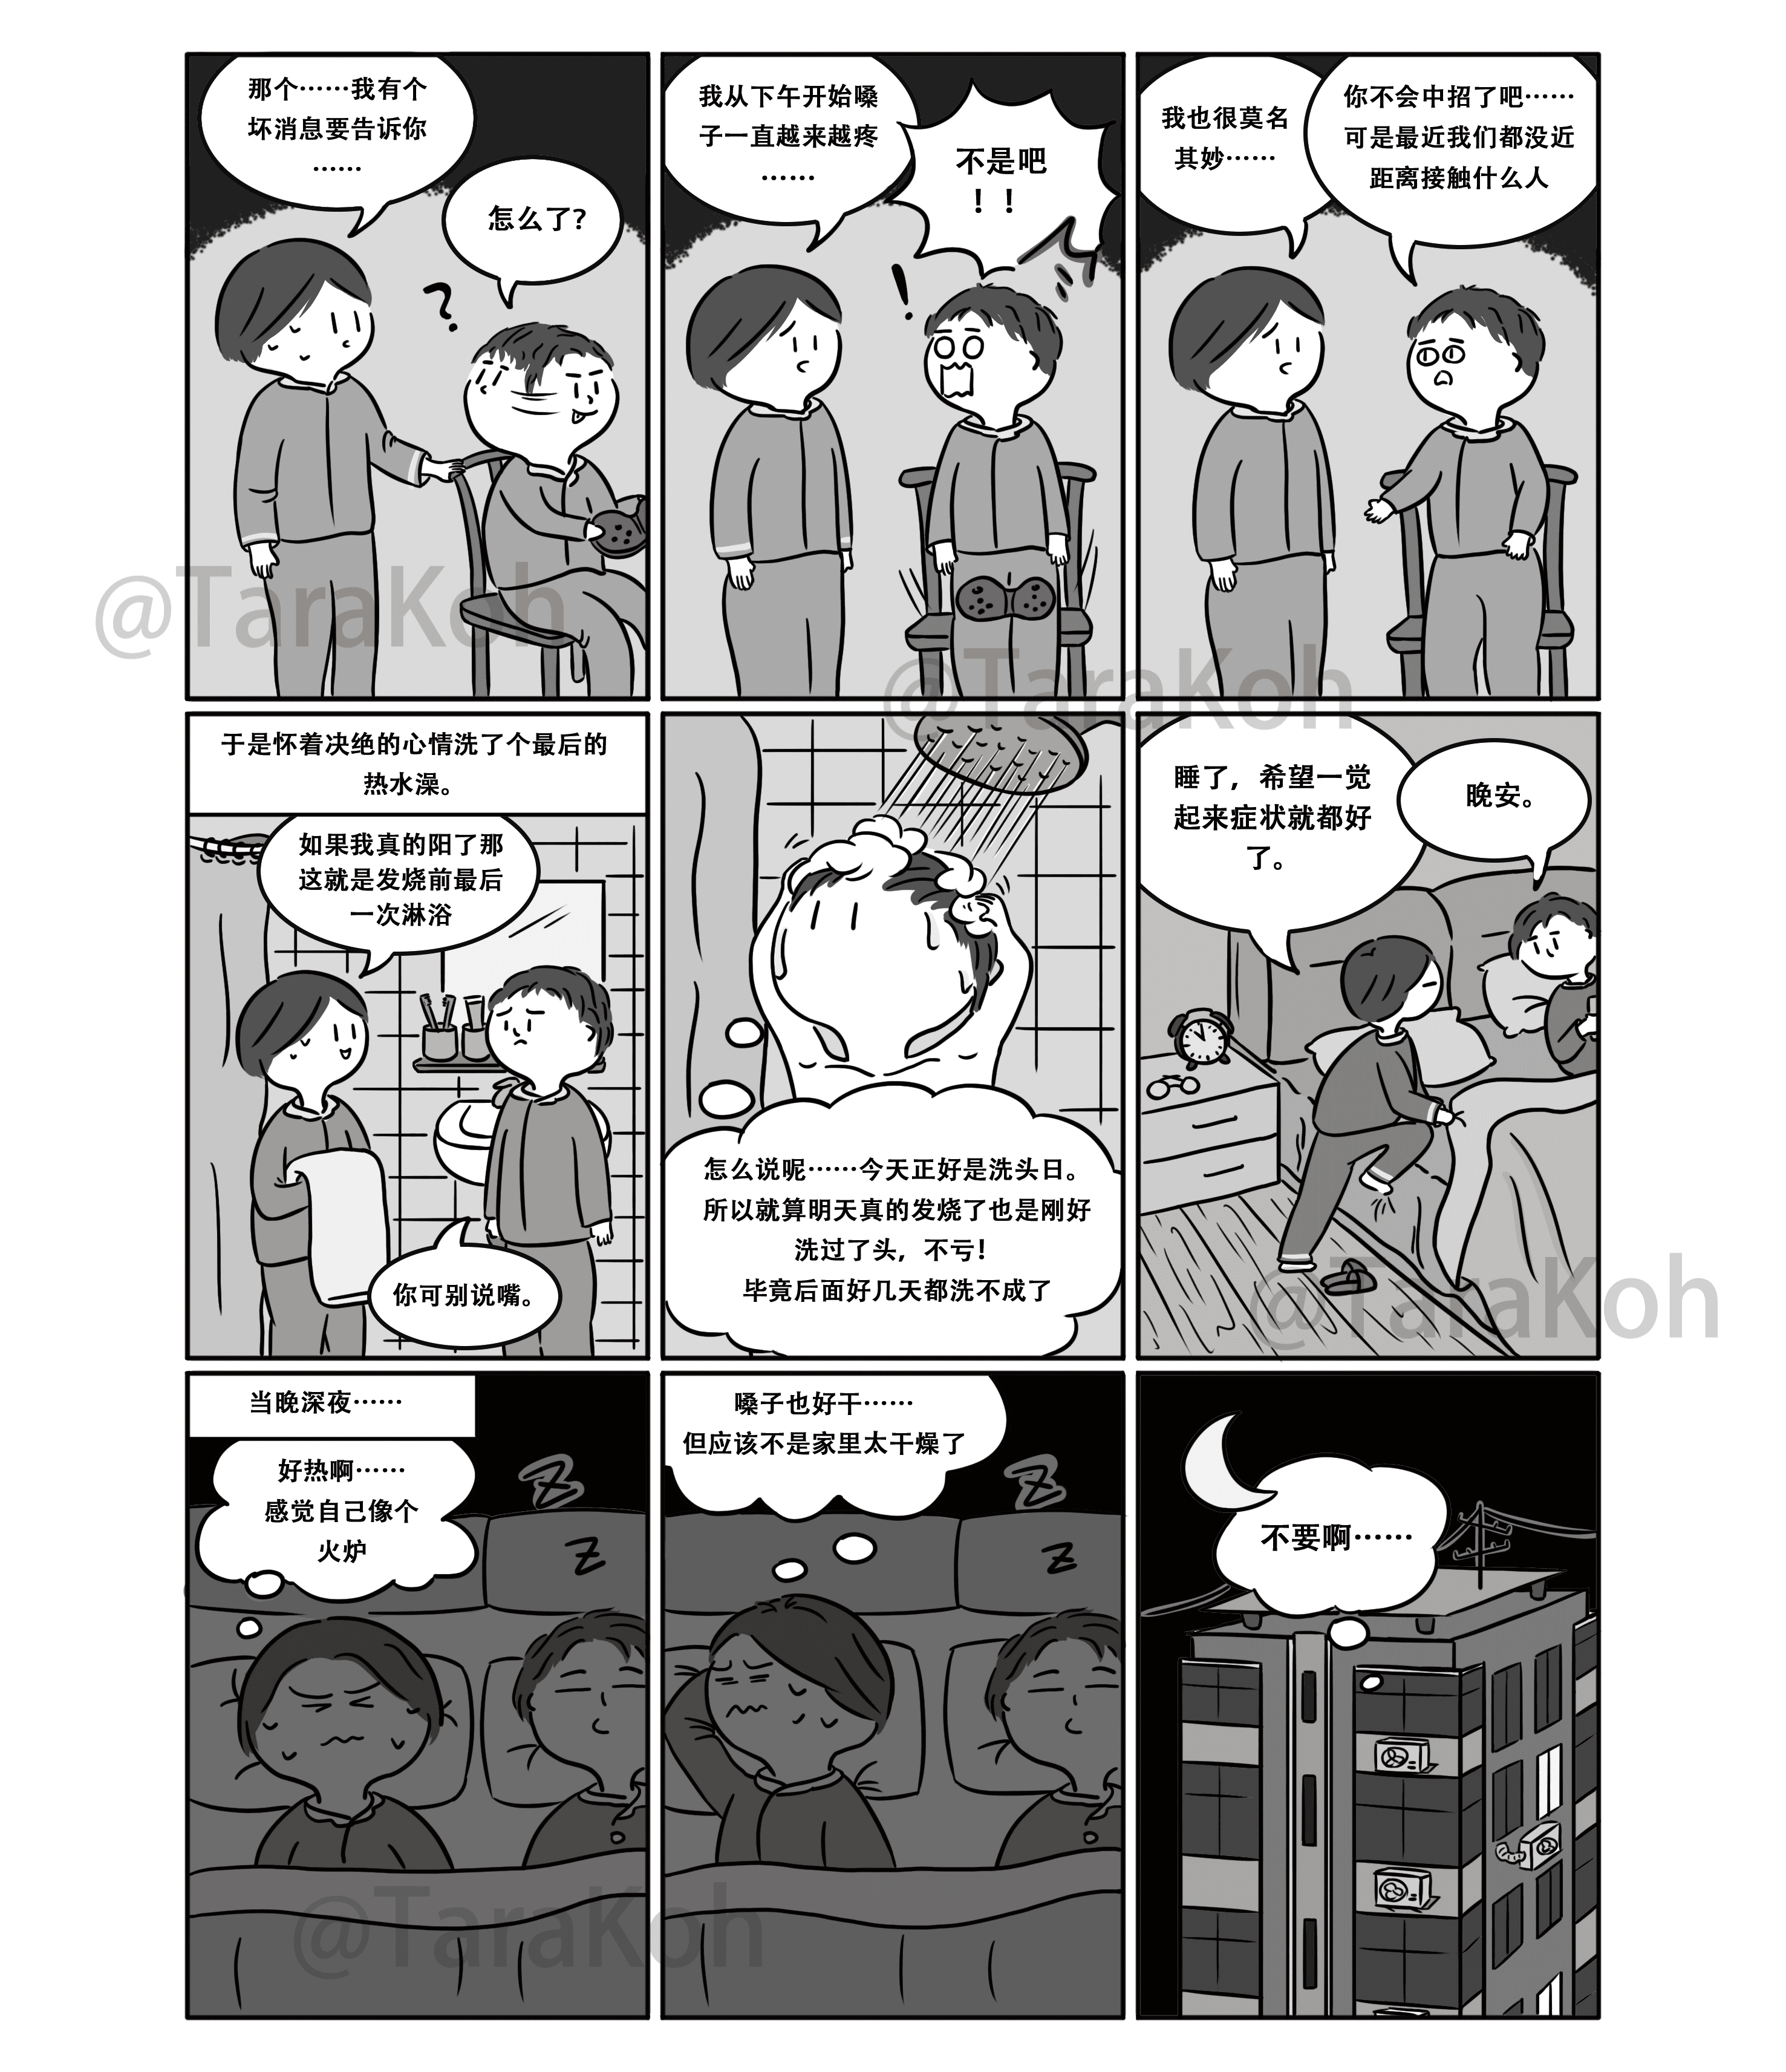 那个……我有个
坏消息要告诉你
……
怎么了?
我从下午开始嗓
子一直越来越疼
……
不是吧
！！
我也很莫名
其妙……
你不会中招了吧……
可是最近我们都没近
距离接触什么人
@TaraKoh
@TaraKoh
于是怀着决绝的心情洗了个最后的
热水澡。
如果我真的阳了那
这就是发烧前最后
一次淋浴
你可别说嘴。
怎么说呢……今天正好是洗头日。
所以就算明天真的发烧了也是刚好
洗过了头，不亏！
毕竟后面好几天都洗不成了
睡了，希望一觉
起来症状就都好
了。
晚安。
@TaraKoh
当晚深夜……
好热啊……
感觉自己像个
火炉
Z
Z
嗓子也好干……
但应该不是家里太干燥了
Z
Z
不要啊……
@TaraKoh